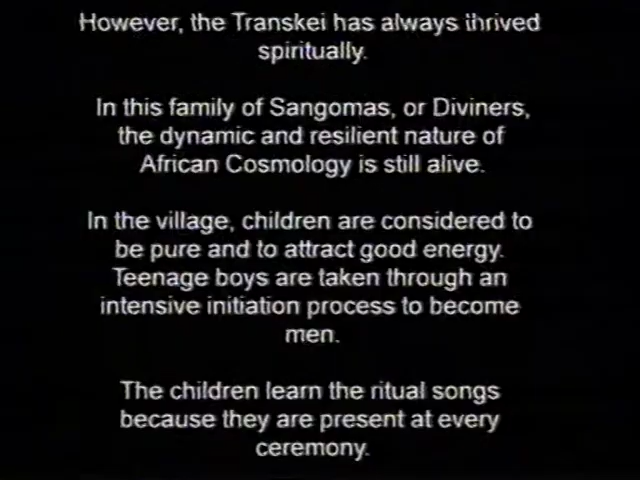 However, the Transkei has always thrived
spiritually.
In this family of Sangomas, or Diviners,
the dynamic and resilient nature of
African Cosmology is still alive.
In the village, children are considered to
be pure and to attract good energy.
Teenage boys are taken through an
intensive initiation process to become
men.
The children learn the ritual songs
because they are present at every
ceremony.